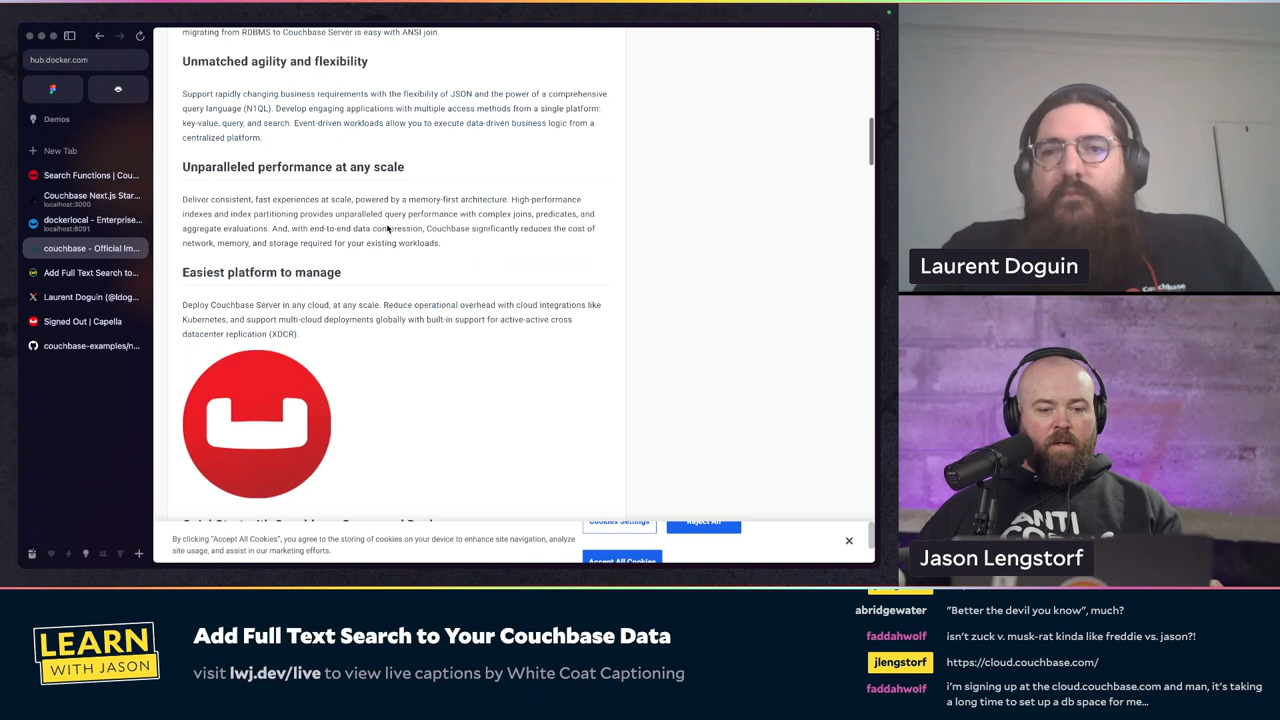 hub.docker.com
Demos
New Tab
Search Functions | Cou...
Couchbase Next.js Star...
localhost:3000
dockerlocal - Enterprise...
localhost:8091
couchbase - Official Im...
Add Full Text Search to...
Laurent Doguin (@ldog...
Signed Out | Capella
couchbase-examples/n...
migrating from RDBMS to Couchbase Server is easy with ANSI join.
Unmatched agility and flexibility
Support rapidly changing business requirements with the flexibility of JSON and the power of a comprehensive
query language (N1QL). Develop engaging applications with multiple access methods from a single platform:
key-value, query, and search. Event-driven workloads allow you to execute data-driven business logic from a
centralized platform.
Unparalleled performance at any scale
Deliver consistent, fast experiences at scale, powered by a memory-first architecture. High-performance
indexes and index partitioning provides unparalleled query performance with complex joins, predicates, and
aggregate evaluations. And, with end-to-end data compression, Couchbase significantly reduces the cost of
network, memory, and storage required for your existing workloads.
Easiest platform to manage
Deploy Couchbase Server in any cloud, at any scale. Reduce operational overhead with cloud integrations like
Kubernetes, and support multi-cloud deployments globally with built-in support for active-active cross
datacenter replication (XDCR).
By clicking "Accept All Cookies", you agree to the storing of cookies on your device to enhance site navigation, analyze
site usage, and assist in our marketing efforts.
Cookies Settings
Reject All
Accept All Cookies
Laurent Doguin
Couchbase
ANTI
Jason Lengstorf
LEARN
WITH JASON
Add Full Text Search to Your Couchbase Data
visit lwj.dev/live to view live captions by White Coat Captioning
abridgewater "Better the devil you know", much?
faddahwolf isn't zuck v. musk-rat kinda like freddie vs. jason?!
jlengstorf https://cloud.couchbase.com/
faddahwolf i'm signing up at the cloud.couchbase.com and man, it's taking
a long time to set up a db space for me...